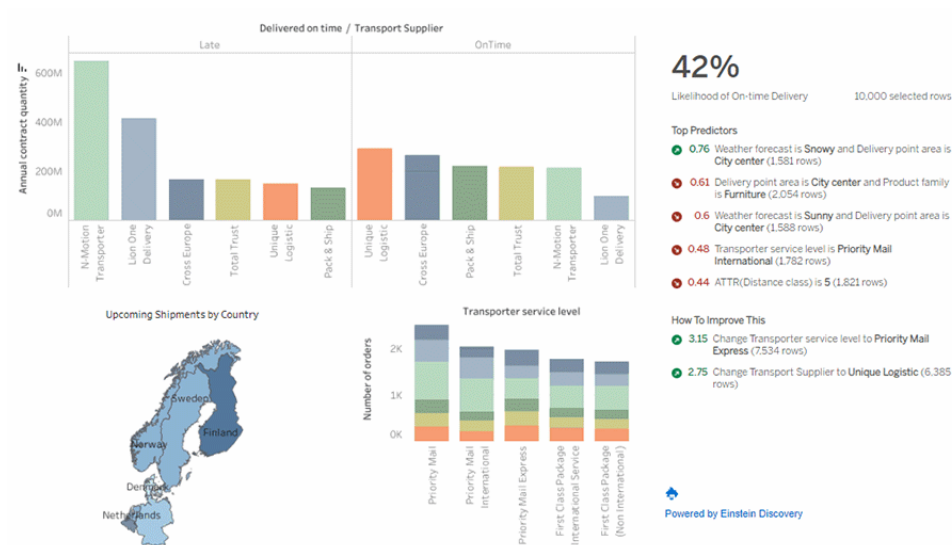 Delivered on time / Transport Supplier
Late
OnTime
Annual contract quantity
600M
400M
200M
0M
N-Motion
Transporter
Lion One
Delivery
Cross Europe
Total Trust
Unique
Logistic
Pack & Ship
Unique
Logistic
Cross Europe
Pack & Ship
Total Trust
N-Motion
Transporter
Lion One
Delivery
42%
Likelihood of On-time Delivery
10,000 selected rows
Top Predictors
0.76 Weather forecast is Snowy and Delivery point area is
City center (1,581 rows)
0.61 Delivery point area is City center and Product family
is Furniture (2,054 rows)
0.6 Weather forecast is Sunny and Delivery point area is
City center (1,588 rows)
0.48 Transporter service level is Priority Mail
International (1,782 rows)
0.44 ATTR(Distance class) is 5 (1,821 rows)
How To Improve This
3.15 Change Transporter service level to Priority Mail
Express (7,534 rows)
2.75 Change Transport Supplier to Unique Logistic (6,385
rows)
Powered by Einstein Discovery
Upcoming Shipments by Country
Sweden
Finland
Norway
Denmark
Netherlands
Transporter service level
Number of orders
2K
1K
0K
Priority Mail
Priority Mail
International
Priority Mail Express
First Class Package
International Service
First Class Package
(Non International)